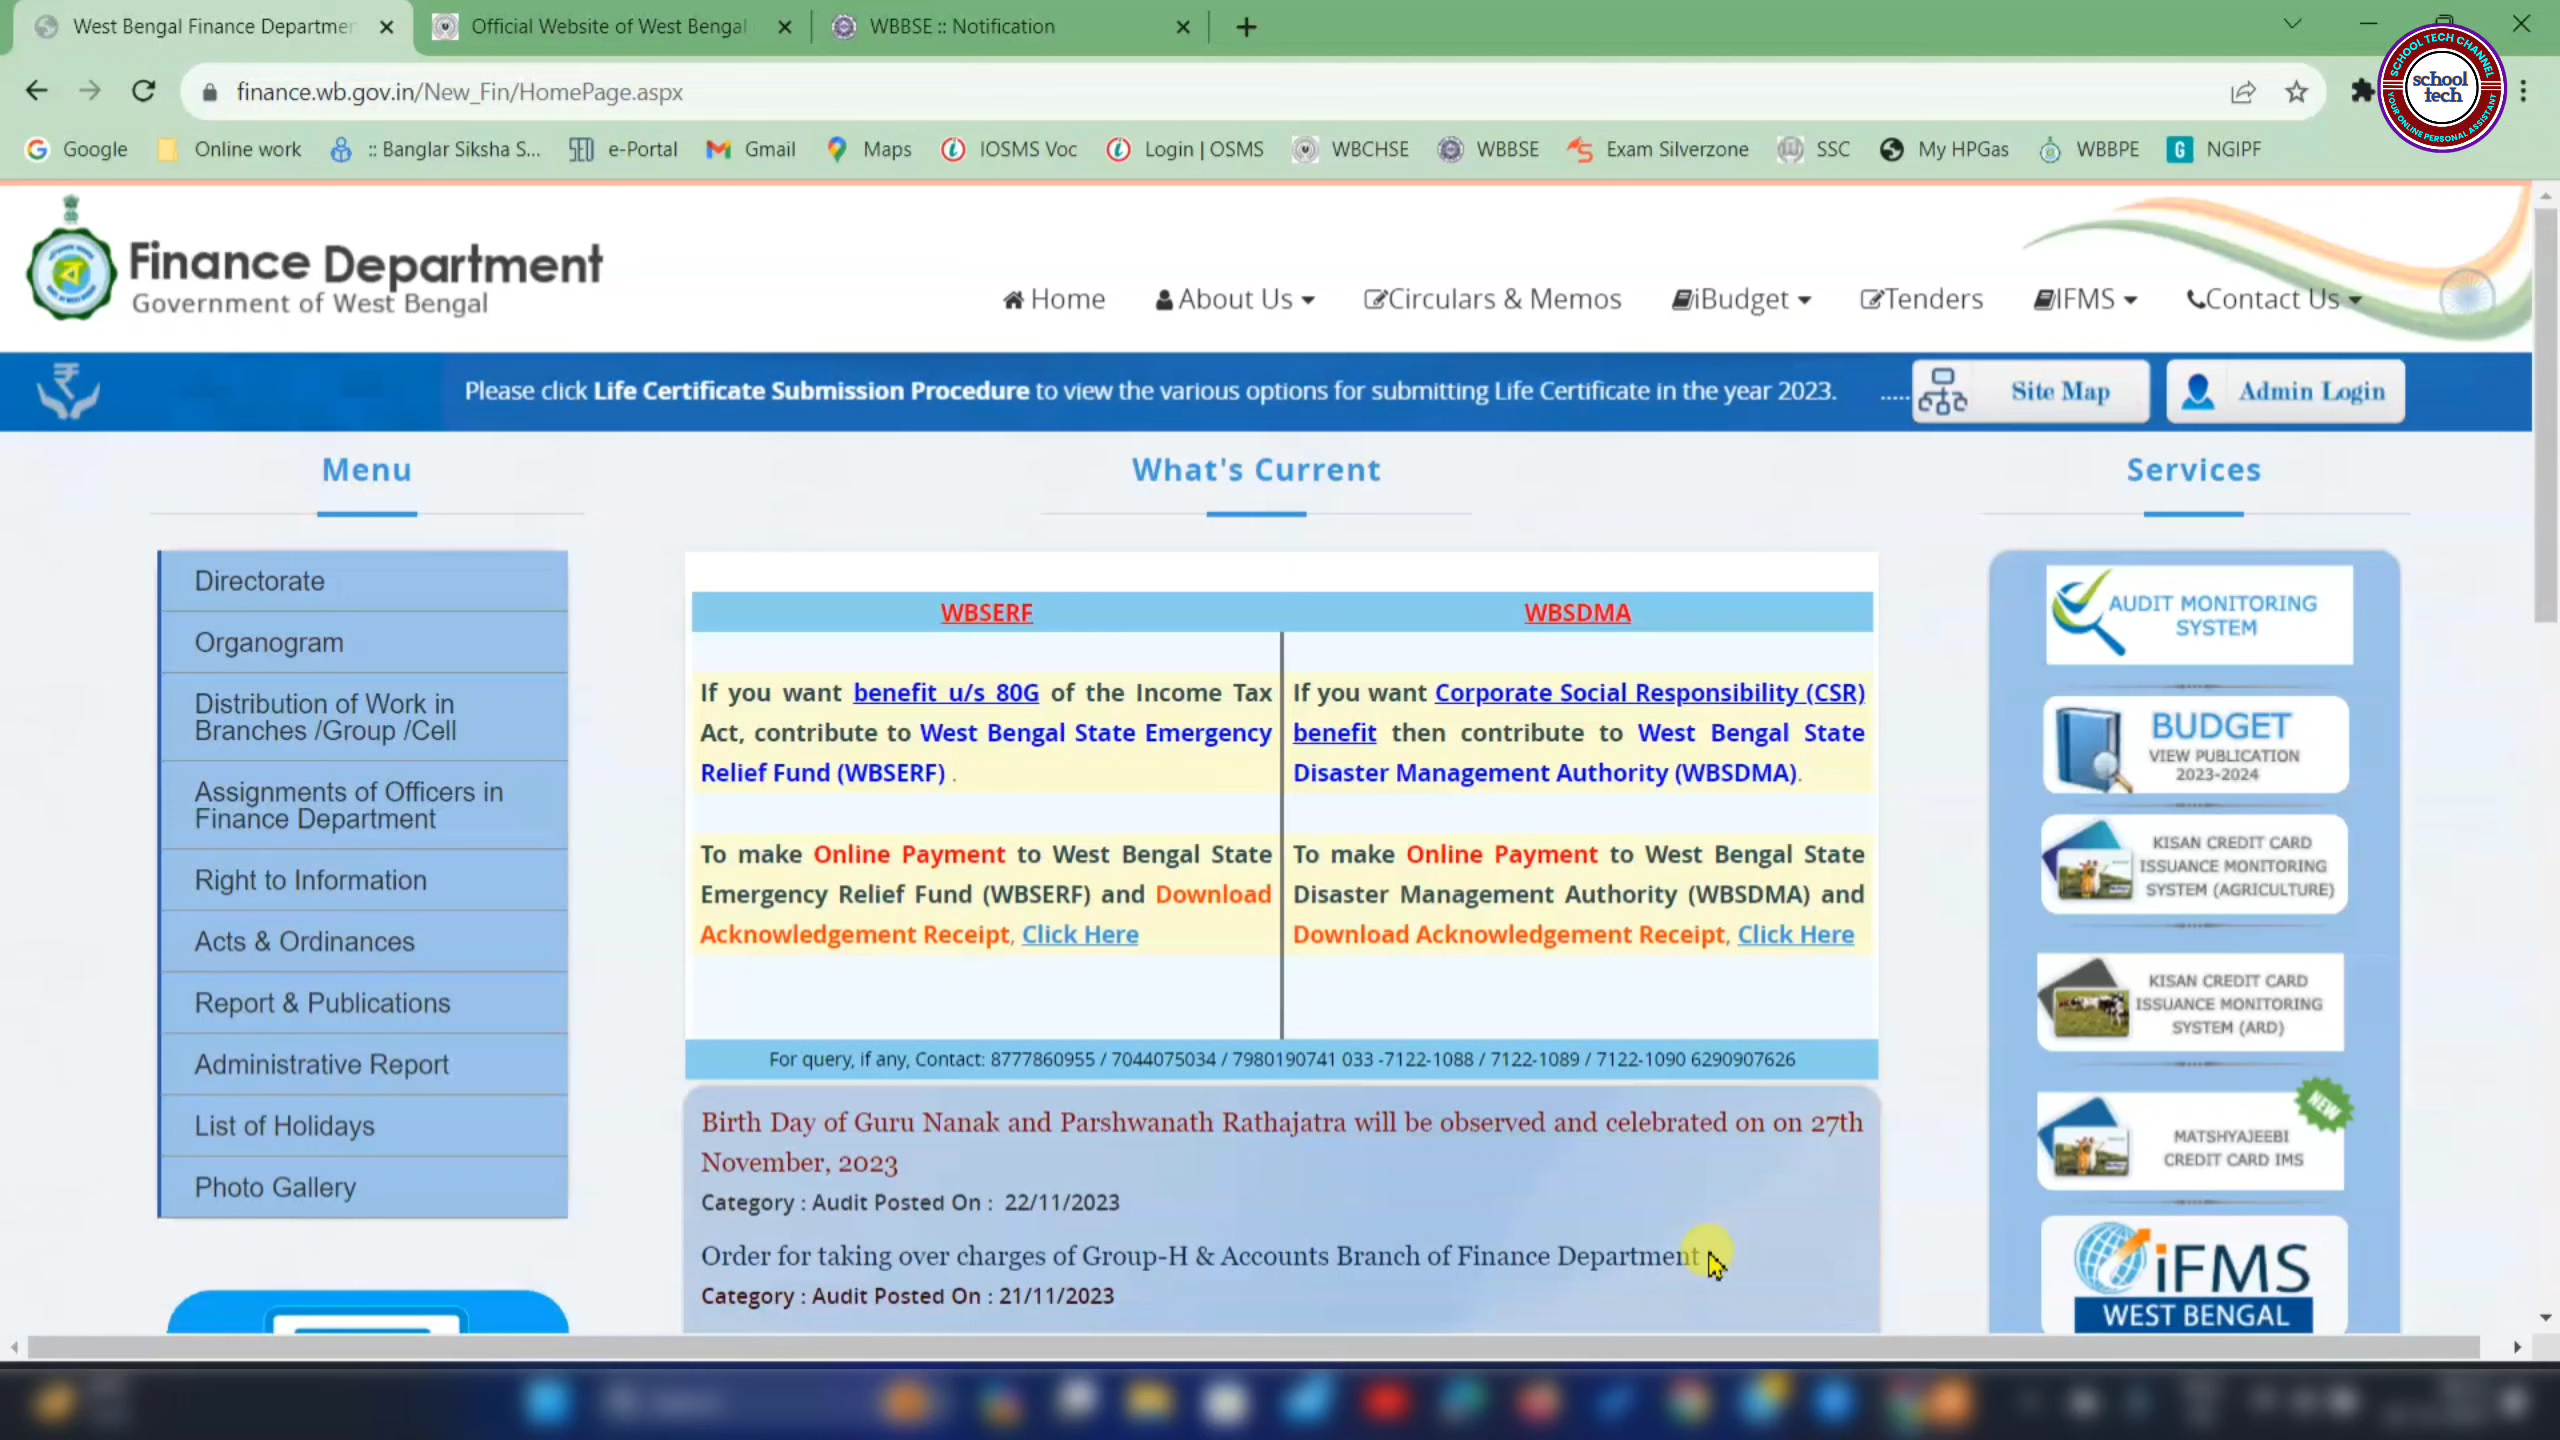 West Bengal Finance Departmen
Official Website of West Bengal
WBBSE :: Notification
finance.wb.gov.in/New_Fin/HomePage.aspx
SCHOOL TECH CHANNEL
school
tech
YOUR ONLINE PERSONAL ASSISTANT
Google
Online work
:: Banglar Siksha S...
e-Portal
Gmail
Maps
IOSMS Voc
Login | OSMS
WBCHSE
WBBSE
Exam Silverzone
SSC
My HPGas
WBBPE
NGIPF
Finance Department
Government of West Bengal
Home
About Us
Circulars & Memos
iBudget
Tenders
IFMS
Contact Us
Please click Life Certificate Submission Procedure to view the various options for submitting Life Certificate in the year 2023. .....
Site Map
Admin Login
Menu
Directorate
Organogram
Distribution of Work in
Branches /Group /Cell
Assignments of Officers in
Finance Department
Right to Information
Acts & Ordinances
Report & Publications
Administrative Report
List of Holidays
Photo Gallery
What's Current
WBSERF
If you want benefit u/s 80G of the Income Tax
Act, contribute to West Bengal State Emergency
Relief Fund (WBSERF) .
To make Online Payment to West Bengal State
Emergency Relief Fund (WBSERF) and Download
Acknowledgement Receipt, Click Here
WBSDMA
If you want Corporate Social Responsibility (CSR)
benefit then contribute to West Bengal State
Disaster Management Authority (WBSDMA).
To make Online Payment to West Bengal State
Disaster Management Authority (WBSDMA) and
Download Acknowledgement Receipt, Click Here
For query, if any, Contact: 8777860955 / 7044075034 / 7980190741 033 -7122-1088 / 7122-1089 / 7122-1090 6290907626
Birth Day of Guru Nanak and Parshwanath Rathajatra will be observed and celebrated on on 27th
November, 2023
Category : Audit Posted On : 22/11/2023
Order for taking over charges of Group-H & Accounts Branch of Finance Department
Category : Audit Posted On : 21/11/2023
Services
AUDIT MONITORING
SYSTEM
BUDGET
VIEW PUBLICATION
2023-2024
KISAN CREDIT CARD
ISSUANCE MONITORING
SYSTEM (AGRICULTURE)
KISAN CREDIT CARD
ISSUANCE MONITORING
SYSTEM (ARD)
NEW
MATSHYAJEEBI
CREDIT CARD IMS
iFMS
WEST BENGAL